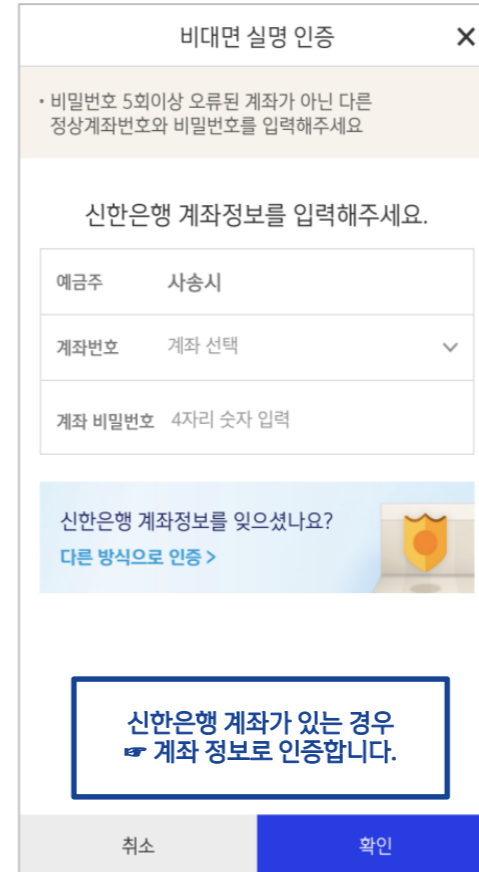 비대면 실명 인증 ✕
· 비밀번호 5회이상 오류된 계좌가 아닌 다른
정상계좌번호와 비밀번호를 입력해주세요
신한은행 계좌정보를 입력해주세요.
예금주 사송시
계좌번호 계좌 선택
계좌 비밀번호 4자리 숫자 입력
신한은행 계좌정보를 잊으셨나요?
다른 방식으로 인증 >
신한은행 계좌가 있는 경우
☞ 계좌 정보로 인증합니다.
취소 확인